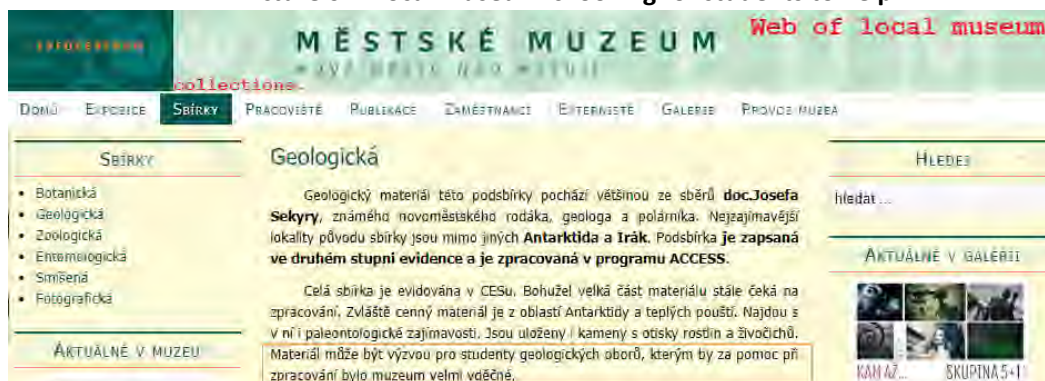 MĚSTSKÉ MUZEUM
Web of local museum
collections
Domů Expozice Sbírky Pracoviště Publikace Zaměstnanci Externisté Galerie Provoz muzea
Sbírky
Botanická
Geologická
Zoologická
Entomologická
Smíšená
Fotografická
Aktuálně v muzeu
Geologická
Geologický materiál této podsbírky pochází většinou ze sběrů doc.Josefa
Sekyry, známého novoměstského rodáka, geologa a polárníka. Nejzajímavější
lokality původu sbírky jsou mimo jiných Antarktida a Irák. Podsbírka je zapsaná
ve druhém stupni evidence a je zpracovaná v programu ACCESS.
Celá sbírka je evidována v CESu. Bohužel velká část materiálu stále čeká na
zpracování. Zvláště cenný materiál je z oblastí Antarktidy a teplých pouští. Najdou s
v ní i paleontologické zajímavosti. Jsou uloženy i kameny s otisky rostlin a živočichů.
Materiál může být výzvou pro studenty geologických oborů, kterým by za pomoc při
zpracování bylo muzeum velmi vděčné.
Hledej
hledat ...
Aktuálně v galerii
KAM AŽ... SKUPINA 5+1